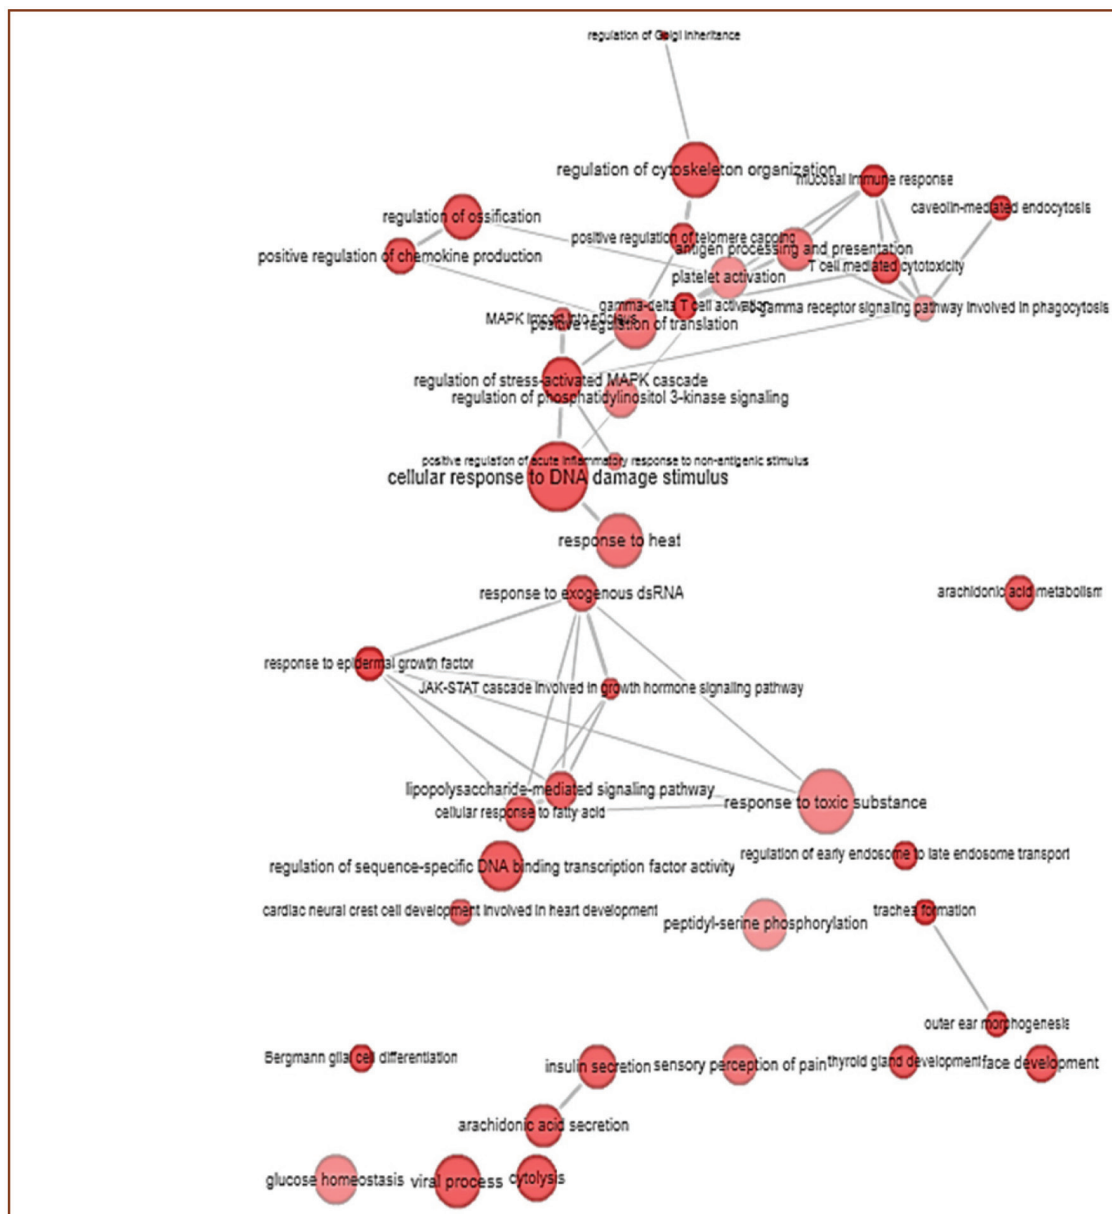 regulation of Golgi inheritance
regulation of cytoskeleton organization
mucosal immune response
caveolin-mediated endocytosis
regulation of ossification
positive regulation of telomere capping
antigen processing and presentation
positive regulation of chemokine production
T cell mediated cytotoxicity
platelet activation
gamma-delta T cell activation
gamma receptor signaling pathway involved in phagocytosis
MAPK import into nucleus
positive regulation of translation
regulation of stress-activated MAPK cascade
regulation of phosphatidylinositol 3-kinase signaling
positive regulation of acute inflammatory response to non-antigenic stimulus
cellular response to DNA damage stimulus
response to heat
response to exogenous dsRNA
arachidonic acid metabolism
response to epidermal growth factor
JAK-STAT cascade involved in growth hormone signaling pathway
lipopolysaccharide-mediated signaling pathway
response to toxic substance
cellular response to fatty acid
regulation of early endosome to late endosome transport
regulation of sequence-specific DNA binding transcription factor activity
cardiac neural crest cell development involved in heart development
trachea formation
peptidyl-serine phosphorylation
outer ear morphogenesis
Bergmann glial cell differentiation
insulin secretion
sensory perception of pain
thyroid gland development
face development
arachidonic acid secretion
glucose homeostasis
viral process
cytolysis